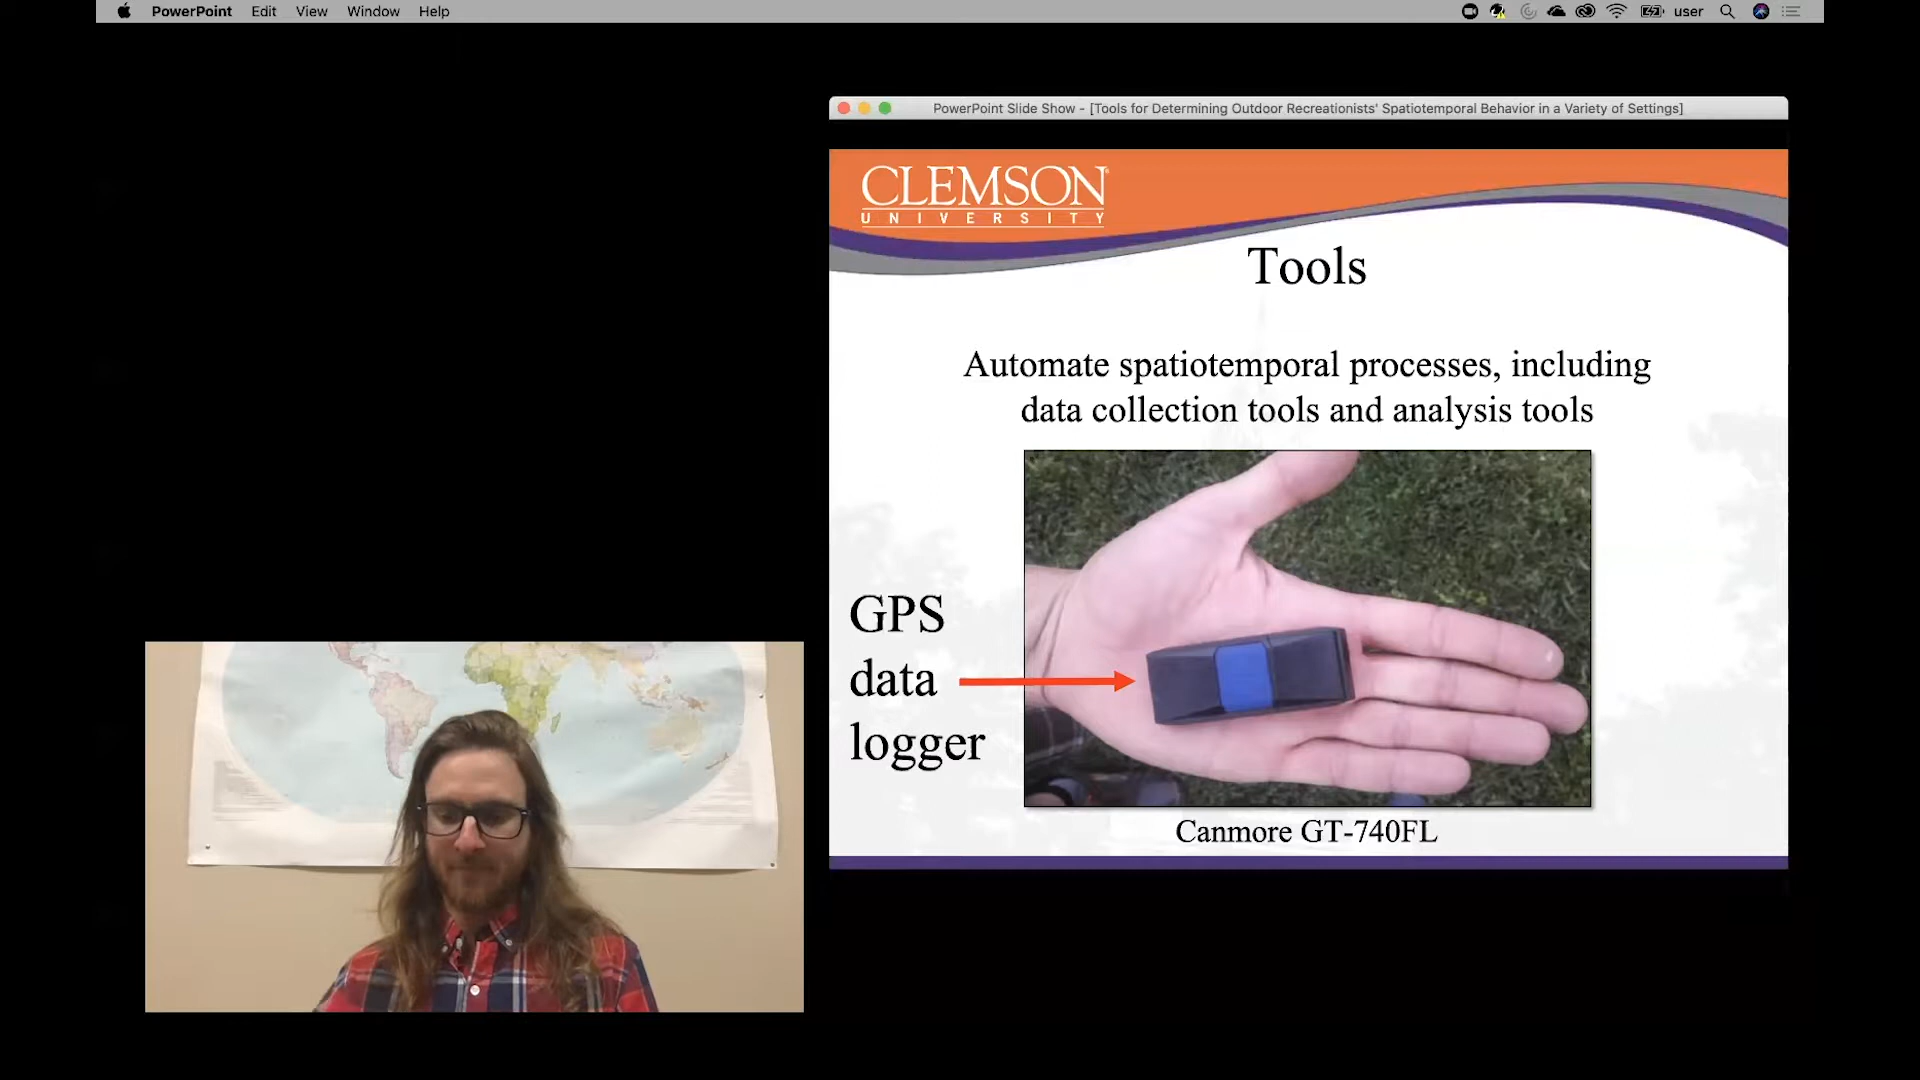 PowerPoint Edit View Window Help user
PowerPoint Slide Show - [Tools for Determining Outdoor Recreationists' Spatiotemporal Behavior in a Variety of Settings]
CLEMSON
UNIVERSITY
Tools
Automate spatiotemporal processes, including
data collection tools and analysis tools
GPS
data
logger
Canmore GT-740FL